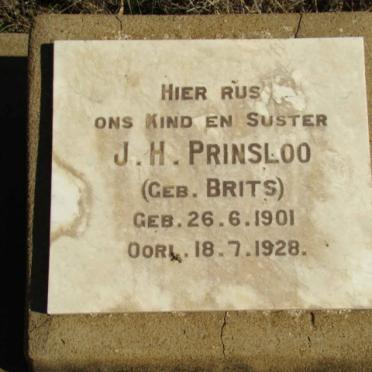 HIER RUS
ONS KIND EN SUSTER
J. H. PRINSLOO
(GEB. BRITS)
GEB. 26. 6. 1901
OORL. 18. 7. 1928.